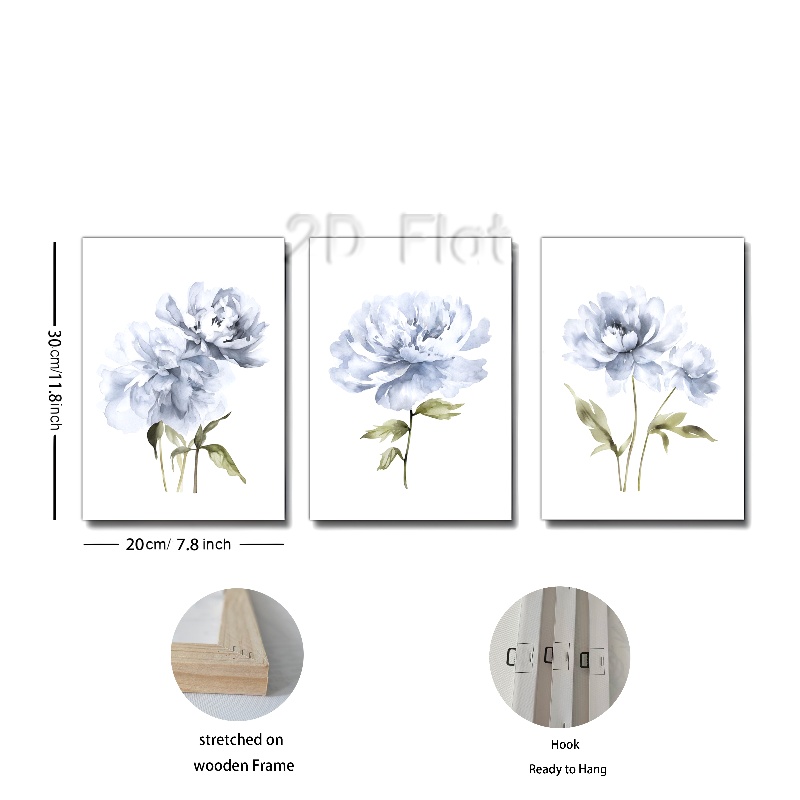 2D Flat
30cm/11.8inch
20cm/ 7.8 inch
stretched on
wooden Frame
Hook
Ready to Hang